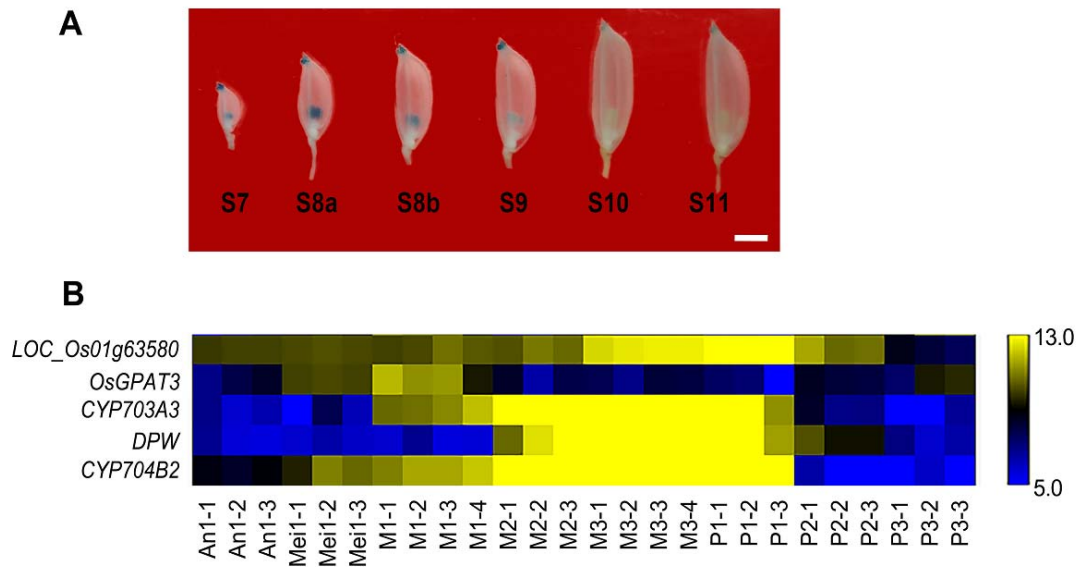 A
S7 S8a S8b S9 S10 S11
B
LOC_Os01g63580
OsGPAT3
CYP703A3
DPW
CYP704B2
13.0
5.0
An1-1 An1-2 An1-3 Mei1-1 Mei1-2 Mei1-3 M1-1 M1-2 M1-3 M1-4 M2-1 M2-2 M2-3 M3-1 M3-2 M3-3 M3-4 P1-1 P1-2 P1-3 P2-1 P2-2 P2-3 P3-1 P3-2 P3-3